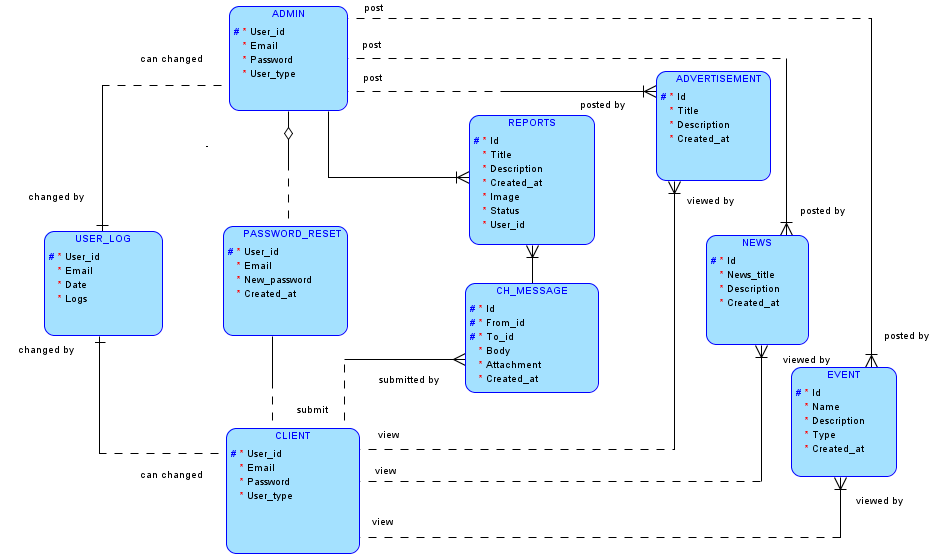 post
ADMIN
# * User_id
* Email
* Password
* User_type
can changed
post
post
ADVERTISEMENT
# * Id
* Title
* Description
* Created_at
posted by
REPORTS
# * Id
* Title
* Description
* Created_at
* Image
* Status
* User_id
changed by
viewed by
posted by
USER_LOG
# * User_id
* Email
* Date
* Logs
PASSWORD_RESET
# * User_id
* Email
* New_password
* Created_at
NEWS
# * Id
* News_title
* Description
* Created_at
CH_MESSAGE
# * Id
# * From_id
# * To_id
* Body
* Attachment
* Created_at
changed by
submitted by
viewed by
posted by
EVENT
# * Id
* Name
* Description
* Type
* Created_at
submit
CLIENT
# * User_id
* Email
* Password
* User_type
can changed
view
view
view
viewed by